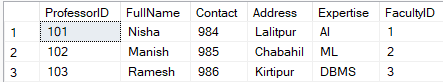 ProfessorID FullName Contact Address Expertise FacultyID
1 101 Nisha 984 Lalitpur AI 1
2 102 Manish 985 Chabahil ML 2
3 103 Ramesh 986 Kirtipur DBMS 3